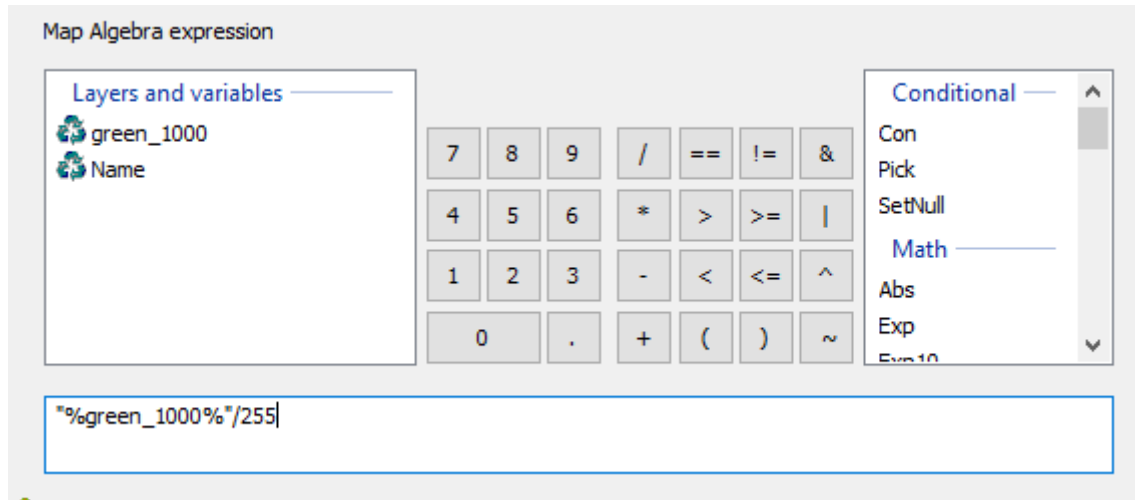 Map Algebra expression
Layers and variables
green_1000
Name
7 8 9 / == != &
4 5 6 * > >= |
1 2 3 - < <= ^
0 . + ( ) ~
Conditional
Con
Pick
SetNull
Math
Abs
Exp
Exp10
"%green_1000%"/255